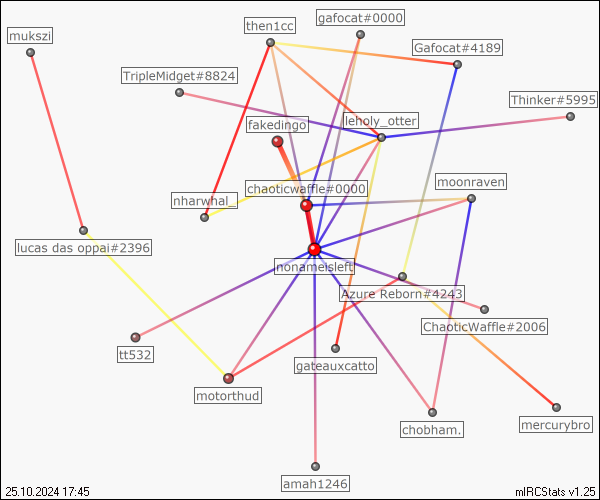 gafocat#0000
then1cc
mukszi
Gafocat#4189
TripleMidget#8824
Thinker#5995
leholy_otter
fakedingo
moonraven
chaoticwaffle#0000
nharwhal_
lucas das oppai#2396
nonameisleft
Azure Reborn#4243
ChaoticWaffle#2006
tt532
gateauxcatto
motorthud
mercurybro
chobham.
amah1246
25.10.2024 17:45
mIRCStats v1.25